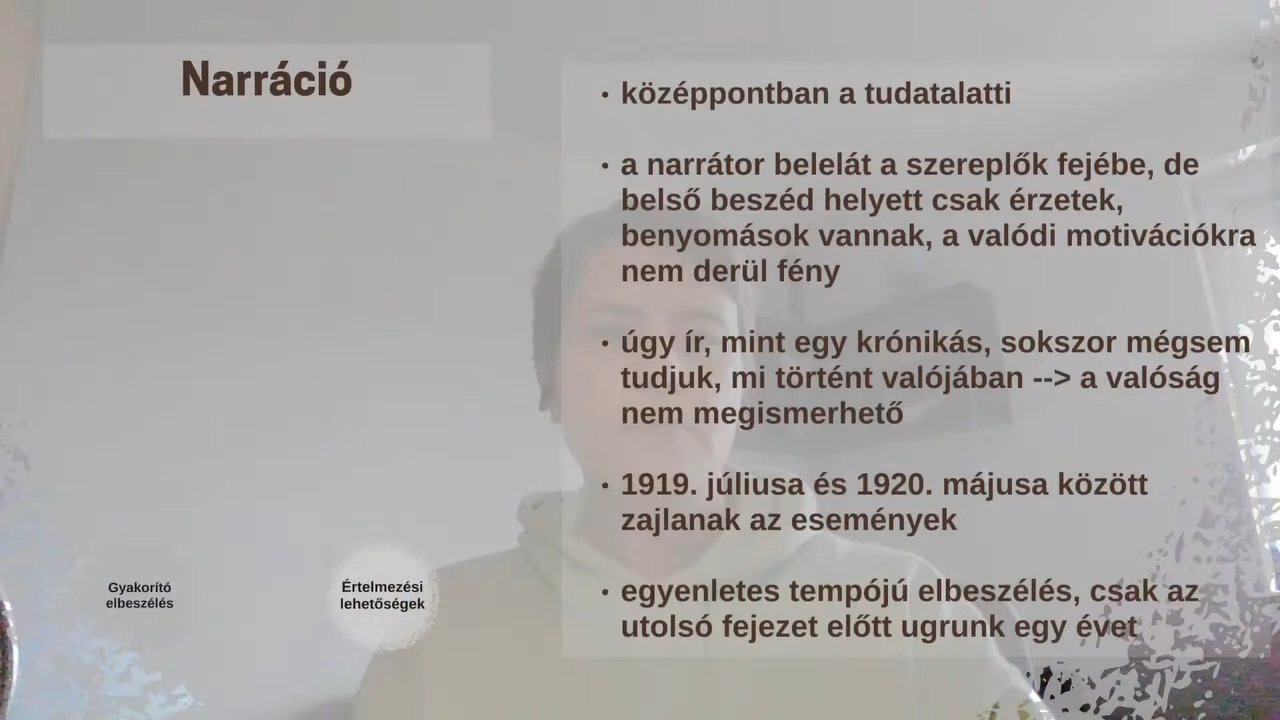 Narráció
• középpontban a tudatalatti
• a narrátor belelát a szereplők fejébe, de
belső beszéd helyett csak érzetek,
benyomások vannak, a valódi motivációkra
nem derül fény
• úgy ír, mint egy krónikás, sokszor mégsem
tudjuk, mi történt valójában --> a valóság
nem megismerhető
• 1919. júliusa és 1920. májusa között
zajlanak az események
• egyenletes tempójú elbeszélés, csak az
utolsó fejezet előtt ugrunk egy évet
Gyakorító
elbeszélés
Értelmezési
lehetőségek